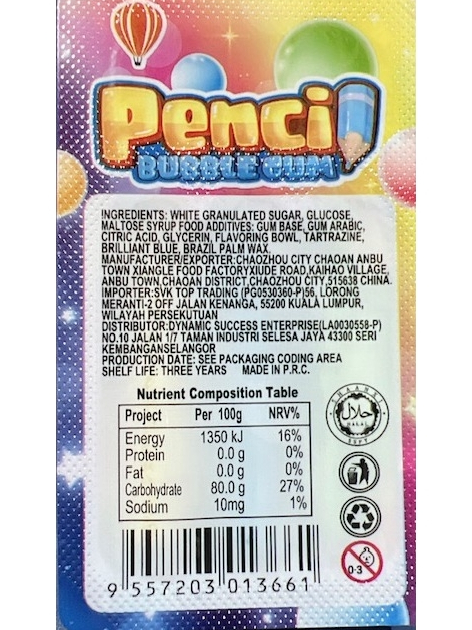 Pencil
BUBBLE GUM
INGREDIENTS: WHITE GRANULATED SUGAR, GLUCOSE,
MALTOSE SYRUP FOOD ADDITIVES: GUM BASE, GUM ARABIC,
CITRIC ACID, GLYCERIN, FLAVORING BOWL, TARTRAZINE,
BRILLIANT BLUE, BRAZIL PALM WAX.
MANUFACTURER/EXPORTER:CHAOZHOU CITY CHAOAN ANBU
TOWN XIANGLE FOOD FACTORYXIUDE ROAD,KAIHAO VILLAGE,
ANBU TOWN,CHAOAN DISTRICT,CHAOZHOU CITY,515638 CHINA.
IMPORTER:SVK TOP TRADING (PG0530360-P)56, LORONG
MERANTI-2 OFF JALAN KENANGA, 55200 KUALA LUMPUR,
WILAYAH PERSEKUTUAN
DISTRIBUTOR:DYNAMIC SUCCESS ENTERPRISE(LA0030558-P)
NO.10 JALAN 1/7 TAMAN INDUSTRI SELESA JAYA 43300 SERI
KEMBANGANSELANGOR
PRODUCTION DATE: SEE PACKAGING CODING AREA
SHELF LIFE: THREE YEARS MADE IN P.R.C.
Nutrient Composition Table
Project Per 100g NRV%
Energy 1350 kJ 16%
Protein 0.0 g 0%
Fat 0.0 g 0%
Carbohydrate 80.0 g 27%
Sodium 10mg 1%
SHAANXI
حلال
HALAL
0-3
9 557203 013661